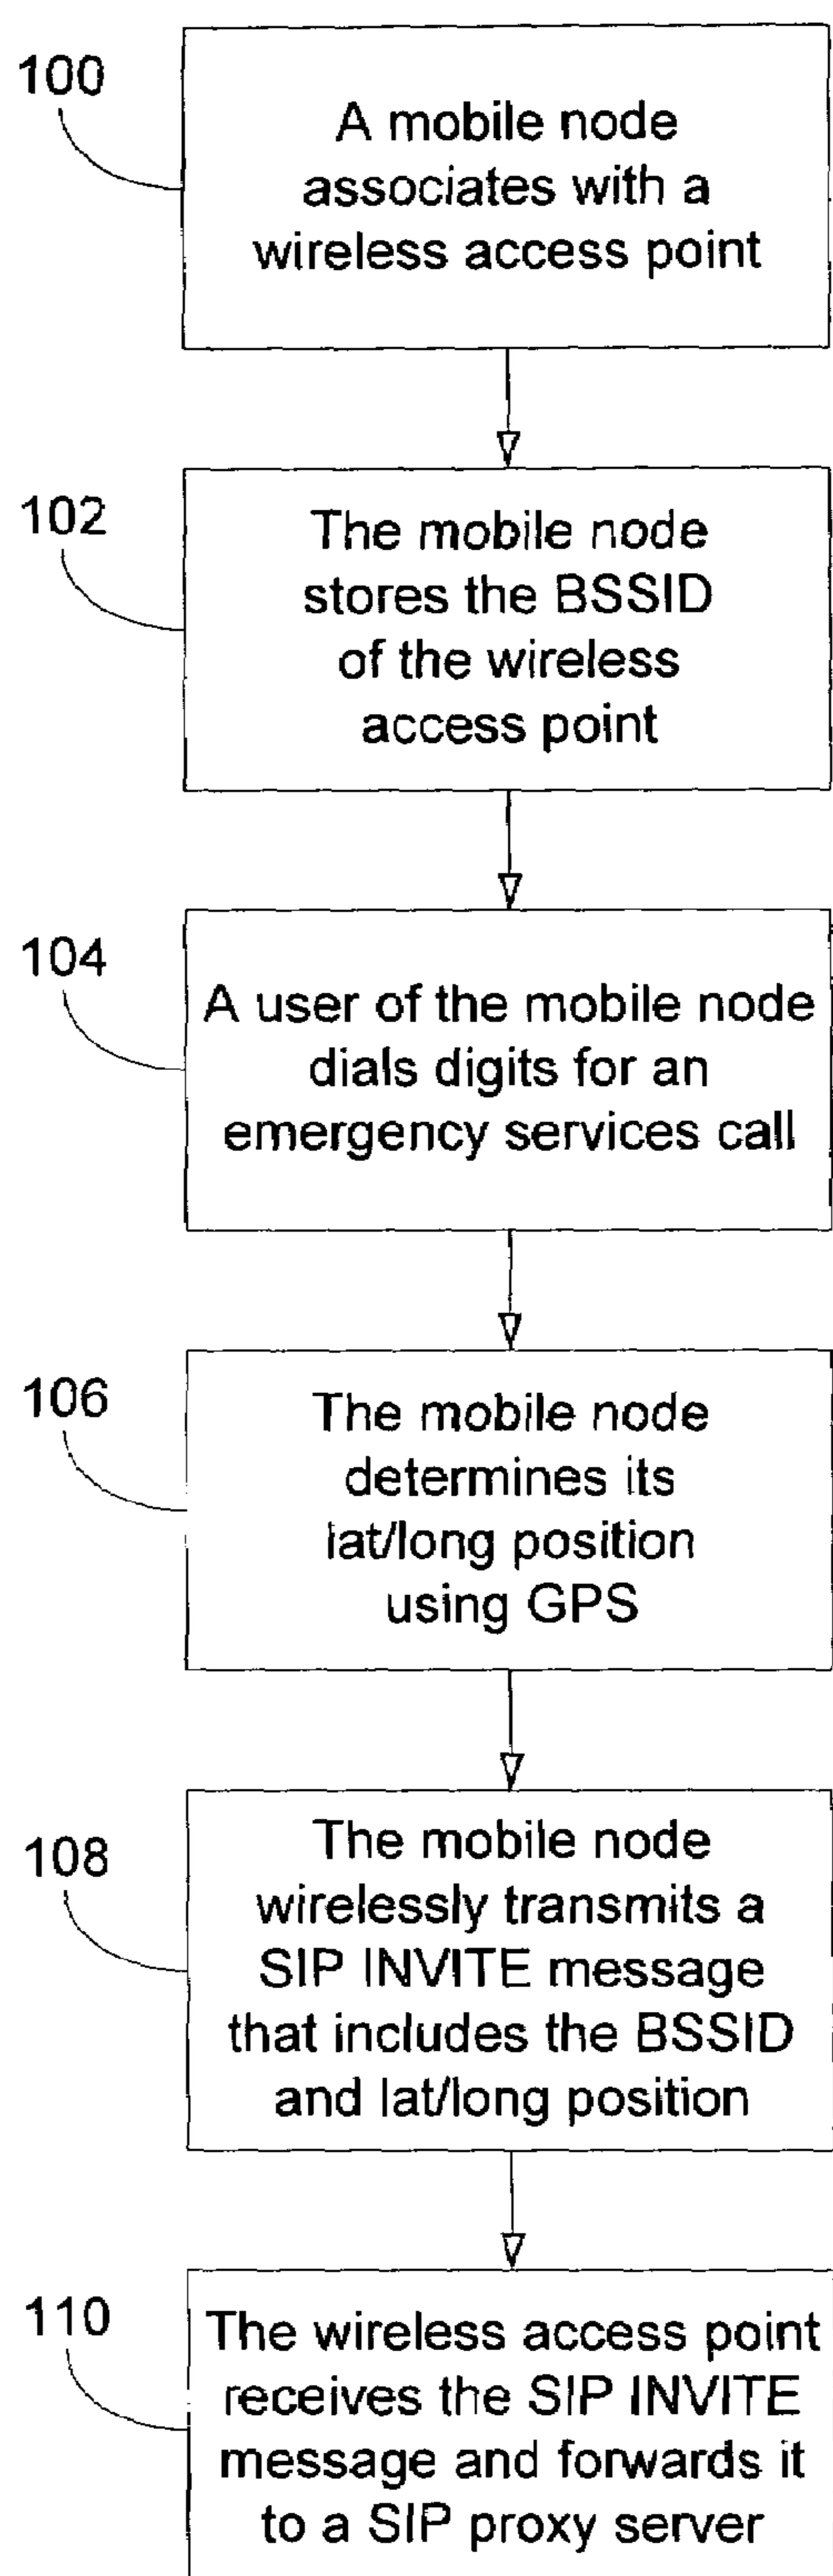 100
A mobile node
associates with a
wireless access point
102
The mobile node
stores the BSSID
of the wireless
access point
104
A user of the mobile node
dials digits for an
emergency services call
106
The mobile node
determines its
lat/long position
using GPS
108
The mobile node
wirelessly transmits a
SIP INVITE message
that includes the BSSID
and lat/long position
110
The wireless access point
receives the SIP INVITE
message and forwards it
to a SIP proxy server